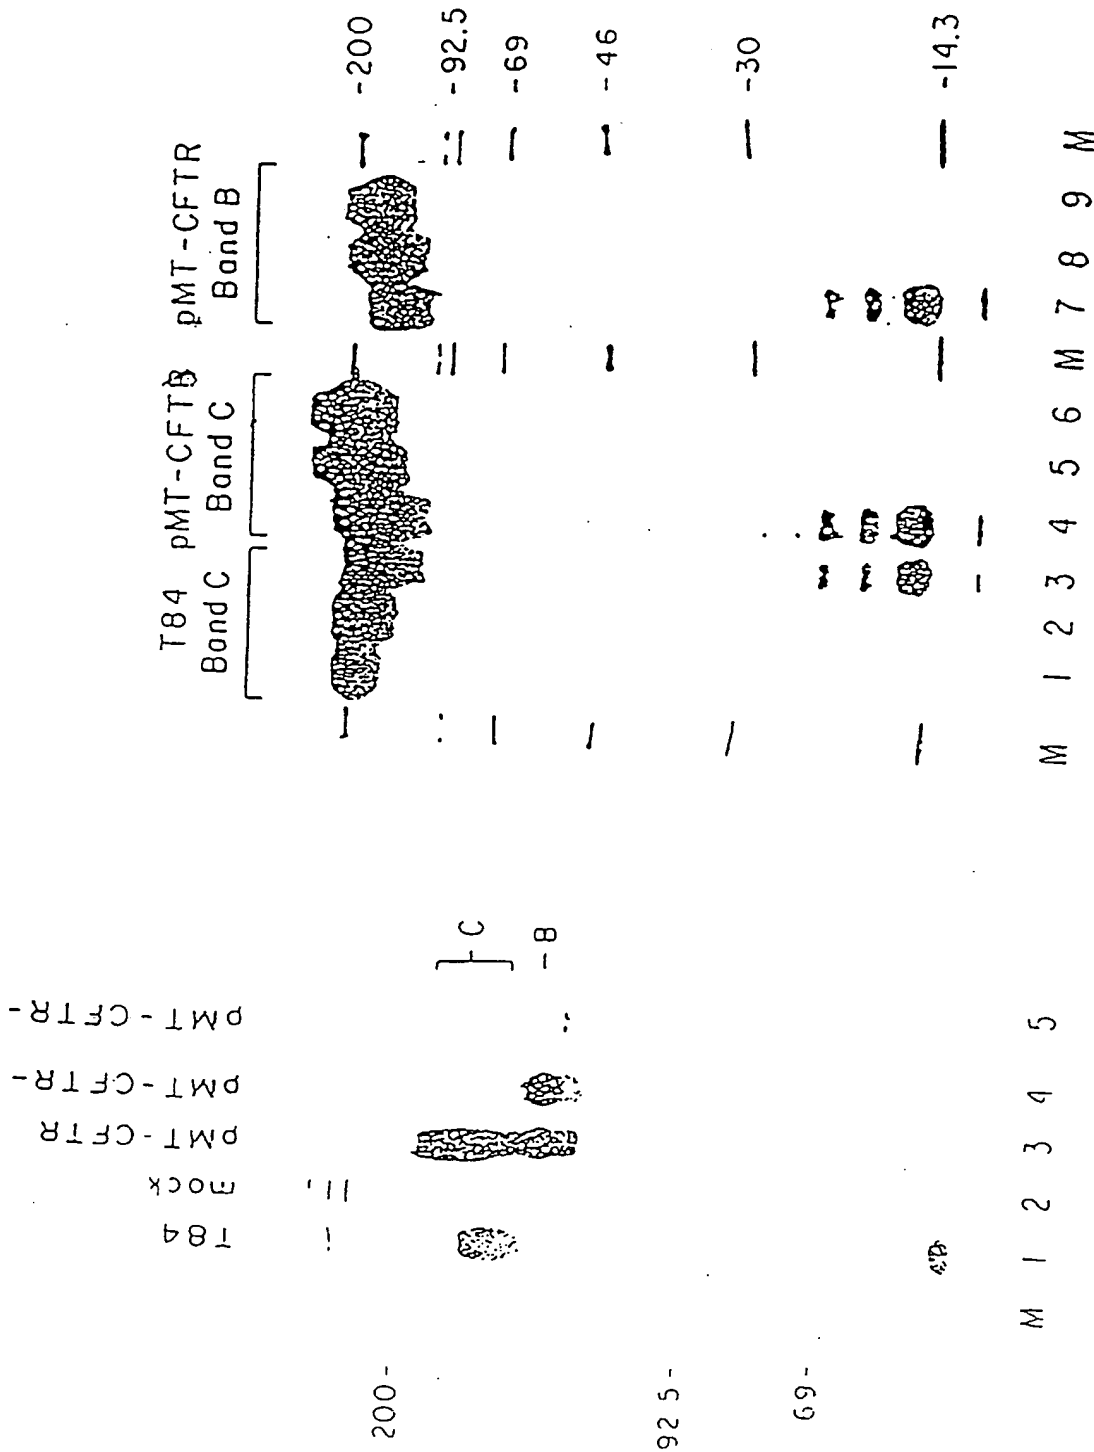 T84
mock
pMT-CFTR
pMT-CFTR-
pMT-CFTR-
200-
92 5-
69-
C
-B
M 1 2 3 4 5
T84
Band C
pMT-CFTR
Band C
pMT-CFTR
Band B
-200
-92.5
-69
-46
-30
-14.3
M 1 2 3 4 5 6 M 7 8 9 M